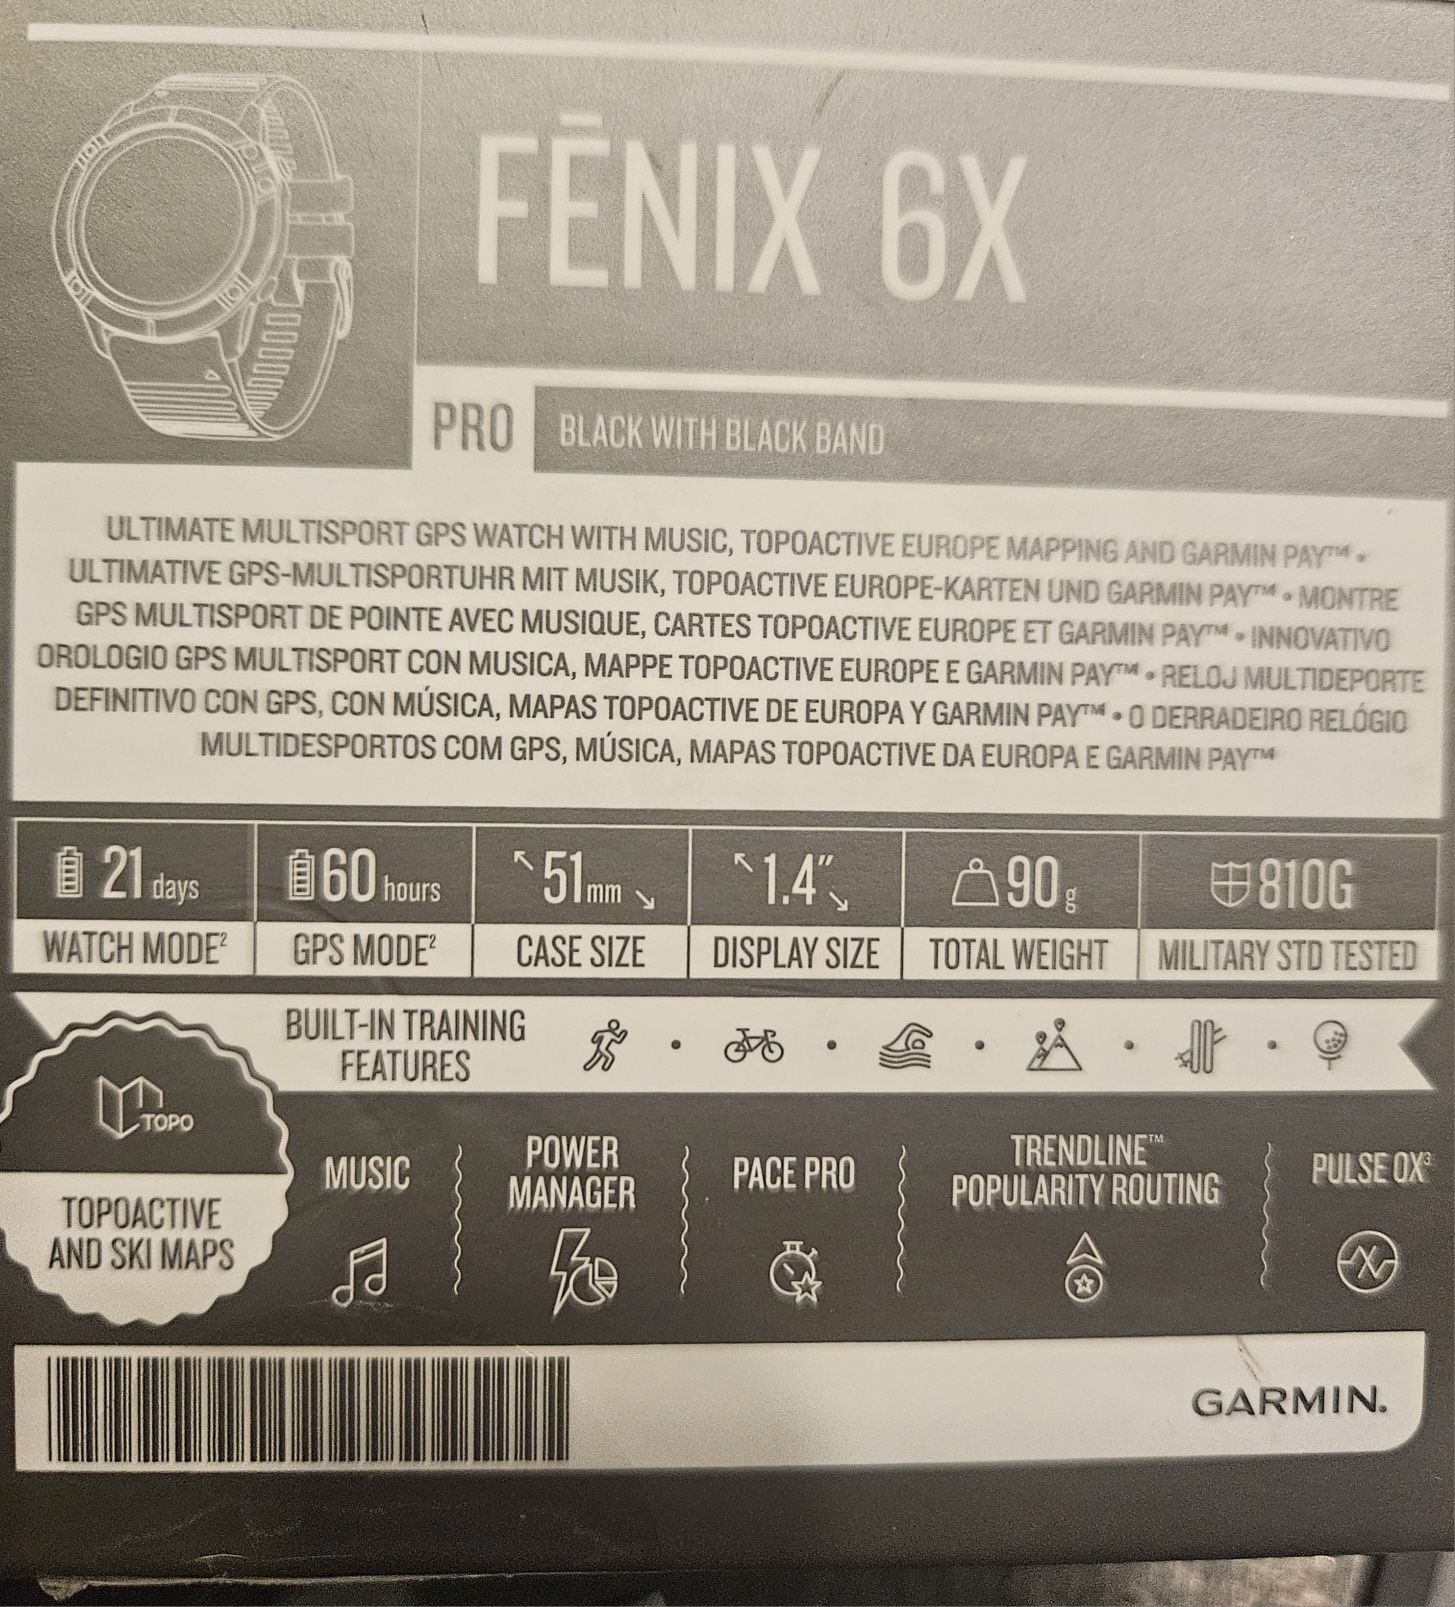 FĒNIX 6X
PRO
BLACK WITH BLACK BAND
ULTIMATE MULTISPORT GPS WATCH WITH MUSIC, TOPOACTIVE EUROPE MAPPING AND GARMIN PAY™ •
ULTIMATIVE GPS-MULTISPORTUHR MIT MUSIK, TOPOACTIVE EUROPE-KARTEN UND GARMIN PAY™ • MONTRE
GPS MULTISPORT DE POINTE AVEC MUSIQUE, CARTES TOPOACTIVE EUROPE ET GARMIN PAY™ • INNOVATIVO
OROLOGIO GPS MULTISPORT CON MUSICA, MAPPE TOPOACTIVE EUROPE E GARMIN PAY™ • RELOJ MULTIDEPORTE
DEFINITIVO CON GPS, CON MÚSICA, MAPAS TOPOACTIVE DE EUROPA Y GARMIN PAY™ • O DERRADEIRO RELÓGIO
MULTIDESPORTOS COM GPS, MÚSICA, MAPAS TOPOACTIVE DA EUROPA E GARMIN PAY™
21 days
WATCH MODE²
60 hours
GPS MODE²
51 mm
CASE SIZE
1.4"
DISPLAY SIZE
90 g
TOTAL WEIGHT
810G
MILITARY STD TESTED
BUILT-IN TRAINING
FEATURES
TOPO
TOPOACTIVE
AND SKI MAPS
MUSIC
POWER
MANAGER
PACE PRO
TRENDLINE™
POPULARITY ROUTING
PULSE OX³
GARMIN.